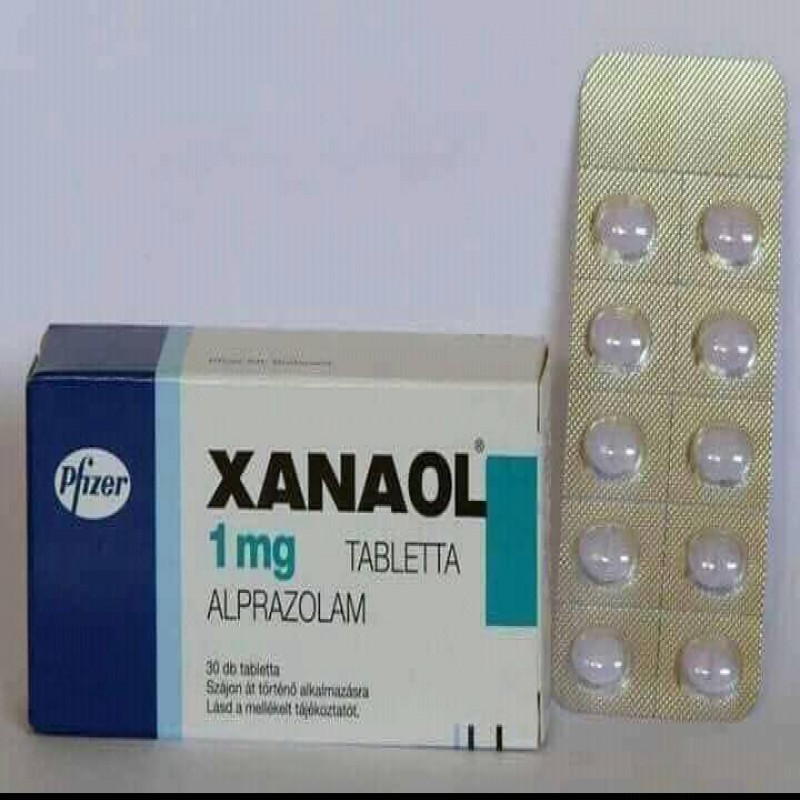 Pfizer
XANAOL®
1 mg TABLETTA
ALPRAZOLAM
30 db tabletta
Szájon át történő alkalmazásra
Lásd a mellékelt tájékoztatót.